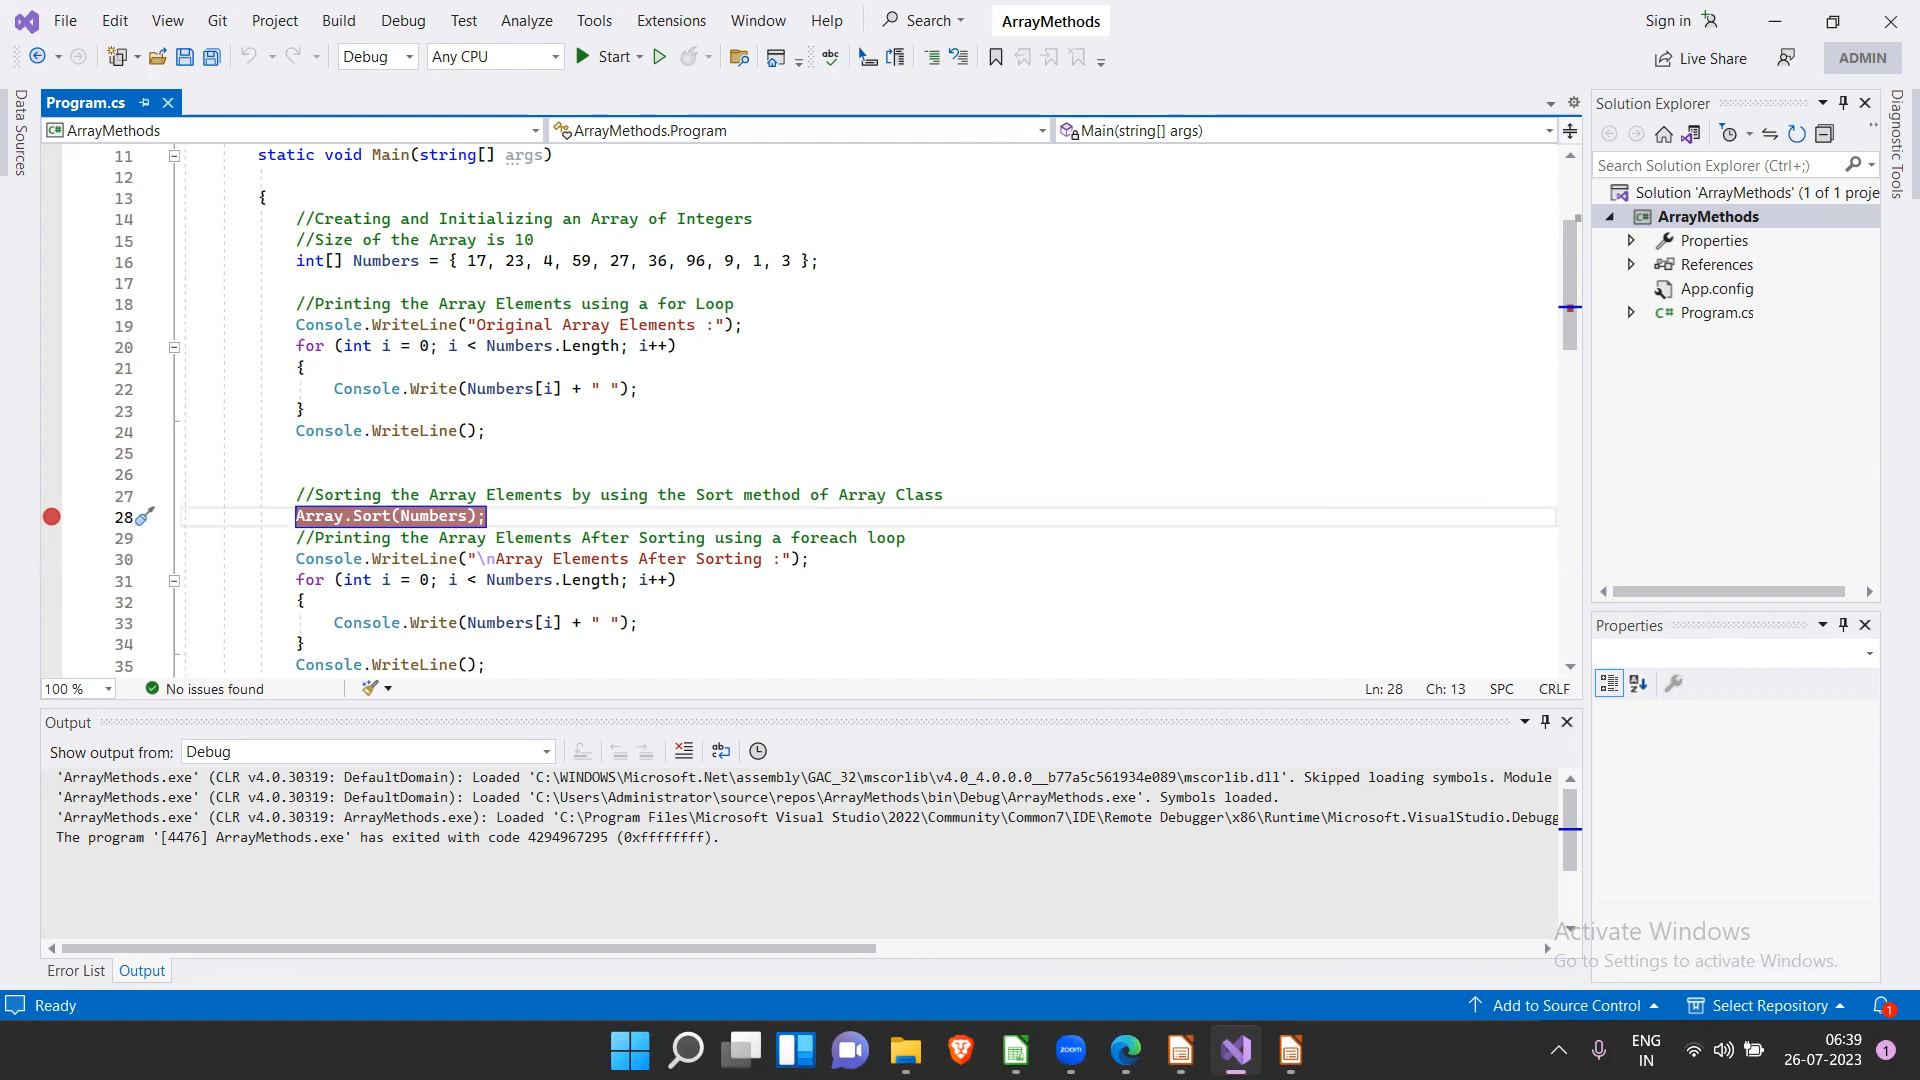 File Edit View Git Project Build Debug Test Analyze Tools Extensions Window Help Search ArrayMethods Sign in
Debug Any CPU Start Live Share ADMIN
Data Sources
Program.cs
ArrayMethods ArrayMethods.Program Main(string[] args)
11 static void Main(string[] args)
12
13 {
14 //Creating and Initializing an Array of Integers
15 //Size of the Array is 10
16 int[] Numbers = { 17, 23, 4, 59, 27, 36, 96, 9, 1, 3 };
17
18 //Printing the Array Elements using a for Loop
19 Console.WriteLine("Original Array Elements :");
20 for (int i = 0; i < Numbers.Length; i++)
21 {
22 Console.Write(Numbers[i] + " ");
23 }
24 Console.WriteLine();
25
26
27 //Sorting the Array Elements by using the Sort method of Array Class
28 Array.Sort(Numbers);
29 //Printing the Array Elements After Sorting using a foreach loop
30 Console.WriteLine("\nArray Elements After Sorting :");
31 for (int i = 0; i < Numbers.Length; i++)
32 {
33 Console.Write(Numbers[i] + " ");
34 }
35 Console.WriteLine();
100 % No issues found Ln: 28 Ch: 13 SPC CRLF
Output
Show output from: Debug
'ArrayMethods.exe' (CLR v4.0.30319: DefaultDomain): Loaded 'C:\WINDOWS\Microsoft.Net\assembly\GAC_32\mscorlib\v4.0_4.0.0.0__b77a5c561934e089\mscorlib.dll'. Skipped loading symbols. Module
'ArrayMethods.exe' (CLR v4.0.30319: DefaultDomain): Loaded 'C:\Users\Administrator\source\repos\ArrayMethods\bin\Debug\ArrayMethods.exe'. Symbols loaded.
'ArrayMethods.exe' (CLR v4.0.30319: ArrayMethods.exe): Loaded 'C:\Program Files\Microsoft Visual Studio\2022\Community\Common7\IDE\Remote Debugger\x86\Runtime\Microsoft.VisualStudio.Debugg
The program '[4476] ArrayMethods.exe' has exited with code 4294967295 (0xffffffff).
Error List Output
Solution Explorer
Search Solution Explorer (Ctrl+;)
Solution 'ArrayMethods' (1 of 1 proje
C# ArrayMethods
Properties
References
App.config
C# Program.cs
Diagnostic Tools
Properties
Activate Windows
Go to Settings to activate Windows.
Ready Add to Source Control Select Repository 1
zoom ENG IN 06:39 26-07-2023 1